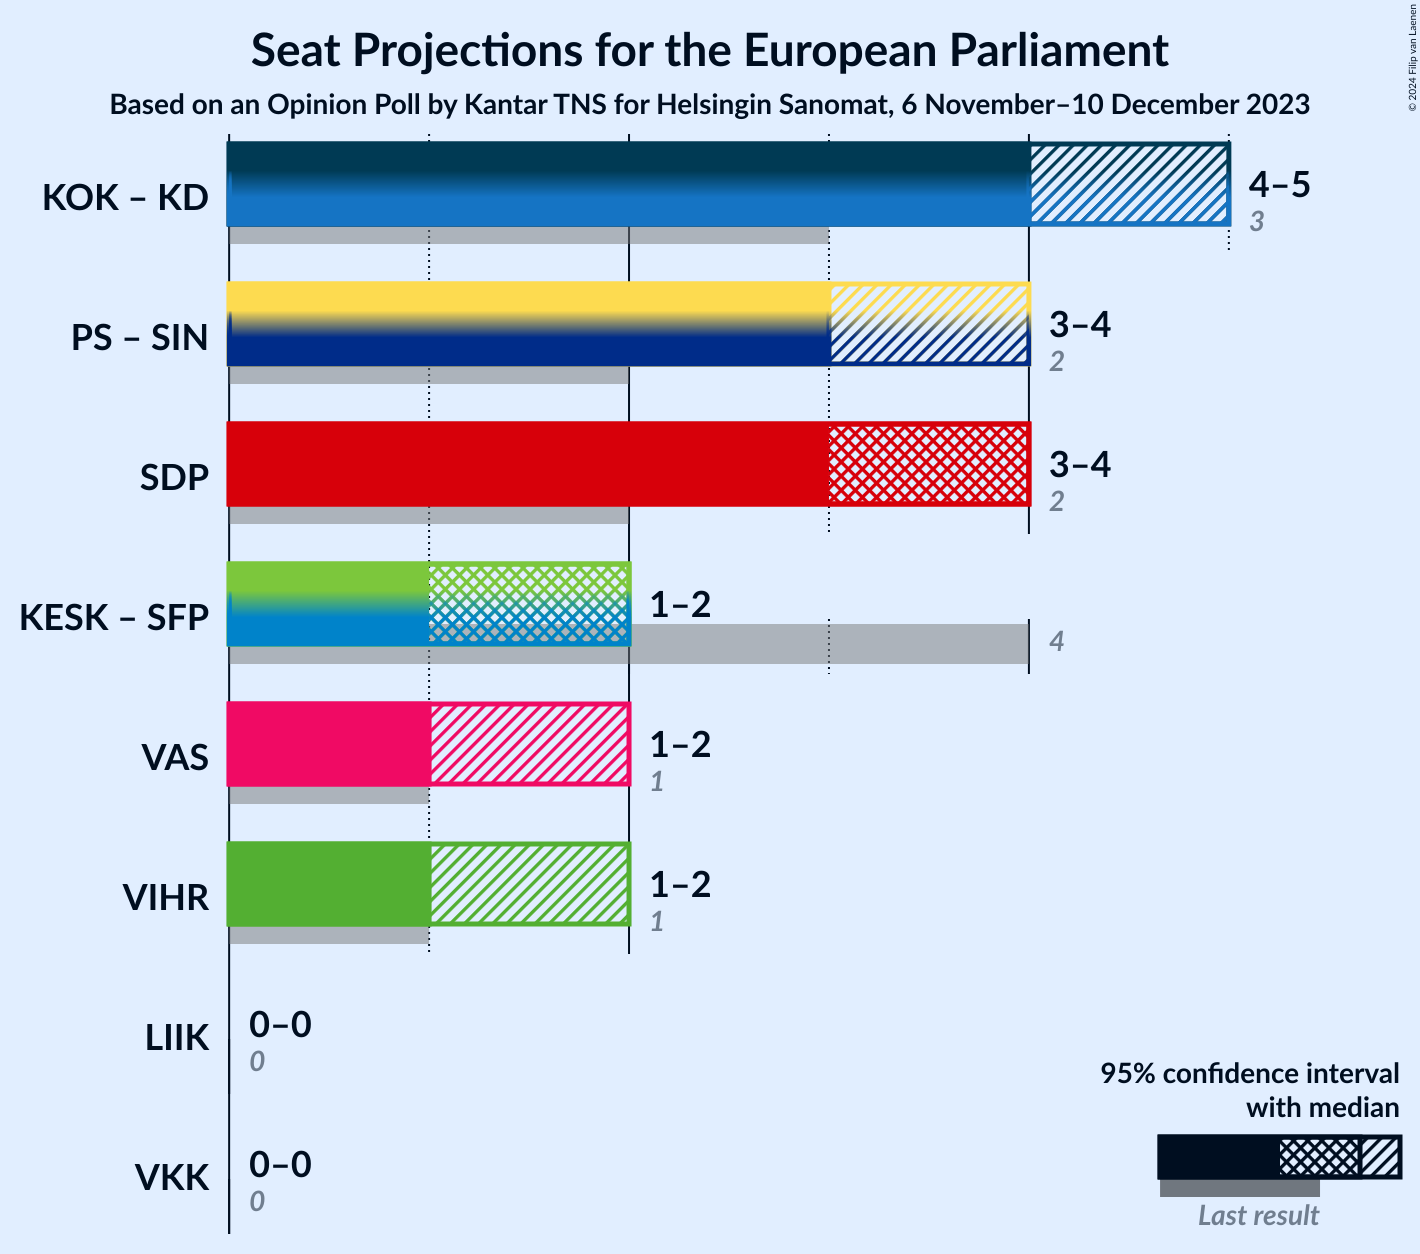 Seat Projections for the European Parliament
Based on an Opinion Poll by Kantar TNS for Helsingin Sanomat, 6 November–10 December 2023
© 2024 Filip van Laenen
KOK – KD
4–5
3
PS – SIN
3–4
2
SDP
3–4
2
KESK – SFP
1–2
4
VAS
1–2
1
VIHR
1–2
1
LIIK
0–0
0
VKK
0–0
0
95% confidence interval
with median
Last result